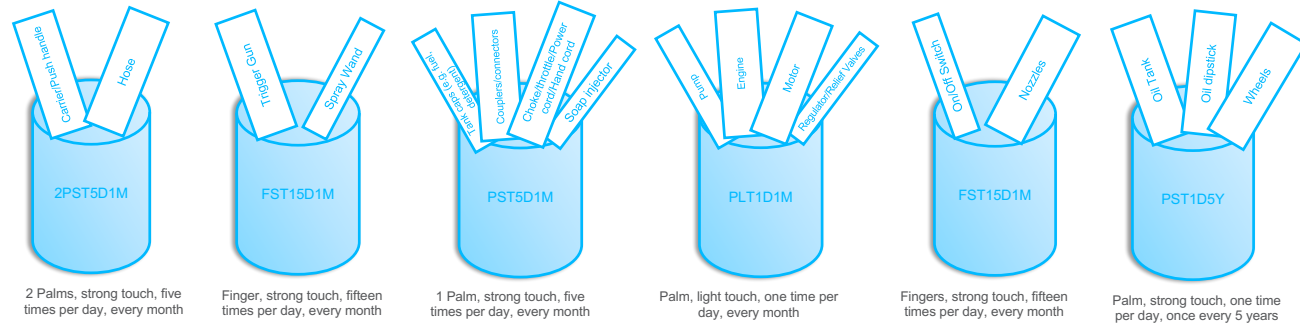 Carrier/Push handle
Hose
2PST5D1M
2 Palms, strong touch, five
times per day, every month
Trigger Gun
Spray Wand
FST15D1M
Finger, strong touch, fifteen
times per day, every month
Tank caps (e.g. fuel,
detergent)
Couplers/connectors
Choke/throttle/Power
cord/Hand cord
Soap injector
PST5D1M
1 Palm, strong touch, five
times per day, every month
Pump
Engine
Motor
Regulator/Relief Valves
PLT1D1M
Palm, light touch, one time per
day, every month
On/Off Switch
Nozzles
FST15D1M
Fingers, strong touch, fifteen
times per day, every month
Oil Tank
Oil dipstick
Wheels
PST1D5Y
Palm, strong touch, one time
per day, once every 5 years